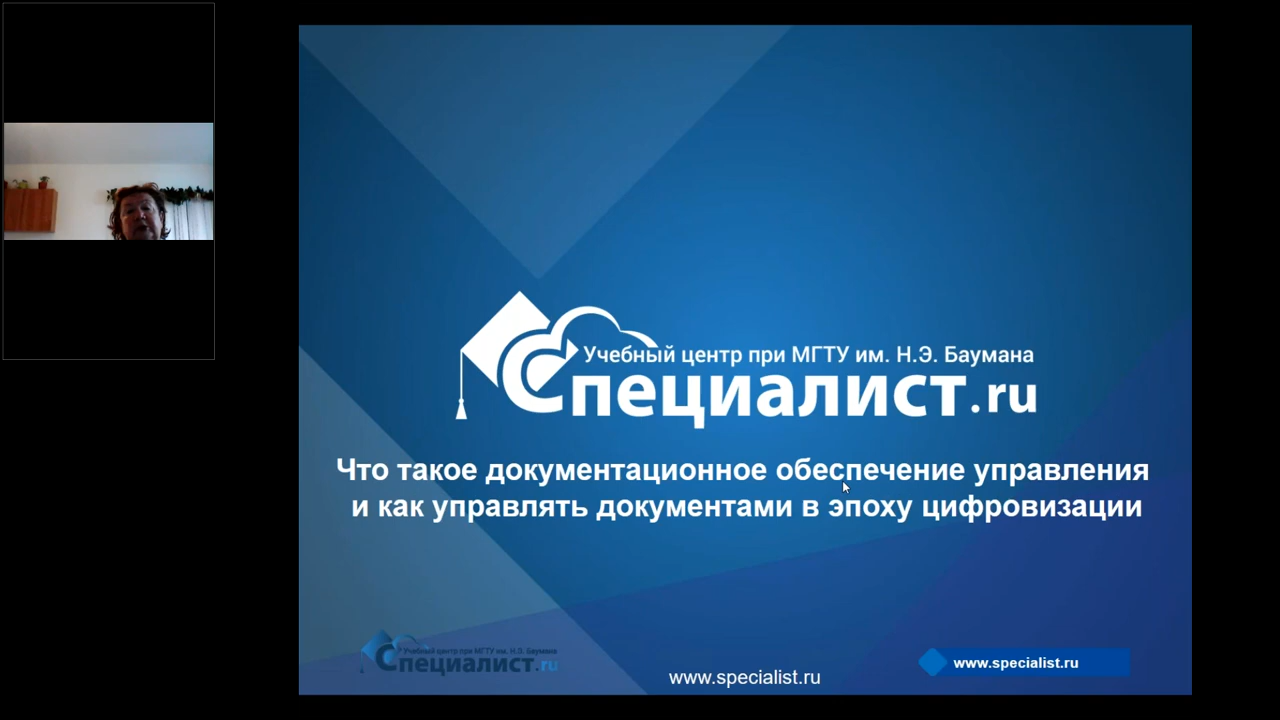 Учебный центр при МГТУ им. Н.Э. Баумана
Специалист.ru
Что такое документационное обеспечение управления
и как управлять документами в эпоху цифровизации
Учебный центр при МГТУ им. Н.Э. Баумана
Специалист.ru
www.specialist.ru
www.specialist.ru